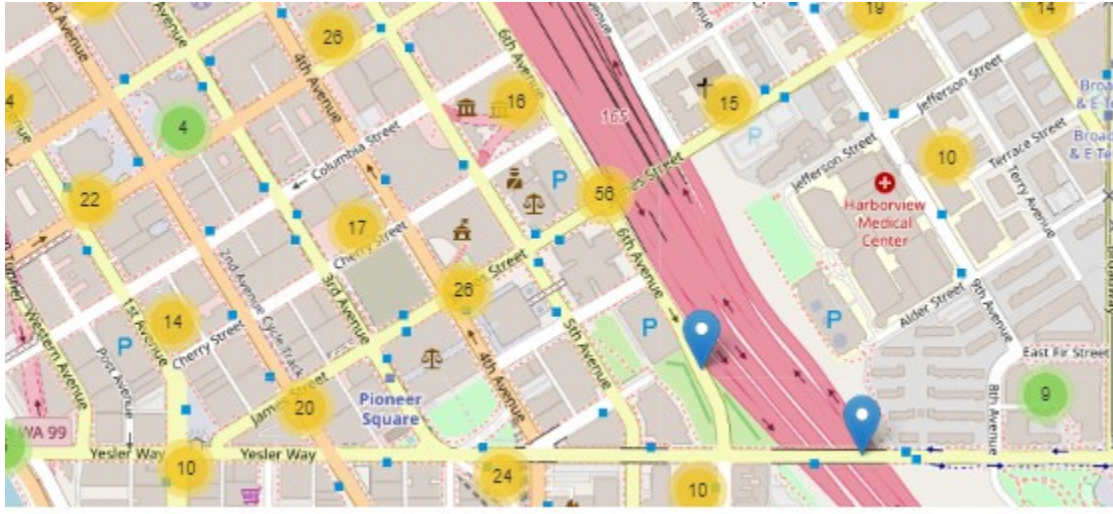 26
19
14
Avenue
4th Avenue
6th Avenue
16
165
15
Jefferson Street
4
4
Columbia Street
Terrace Street
Terry Avenue
10
P
P
22
56
Jefferson Street
Harborview
Medical
Center
17
Cherry Street
2nd Avenue Cycle Track
3rd Avenue
6th Avenue
Street
26
9th Avenue
Alder Street
14
P
Cherry Street
Western Avenue
1st Avenue
Post Avenue
5th Avenue
P
P
4th Avenue
East Fir Street
8th Avenue
9
James Street
20
Pioneer
Square
WA 99
Yesler Way
10
Yesler Way
24
10